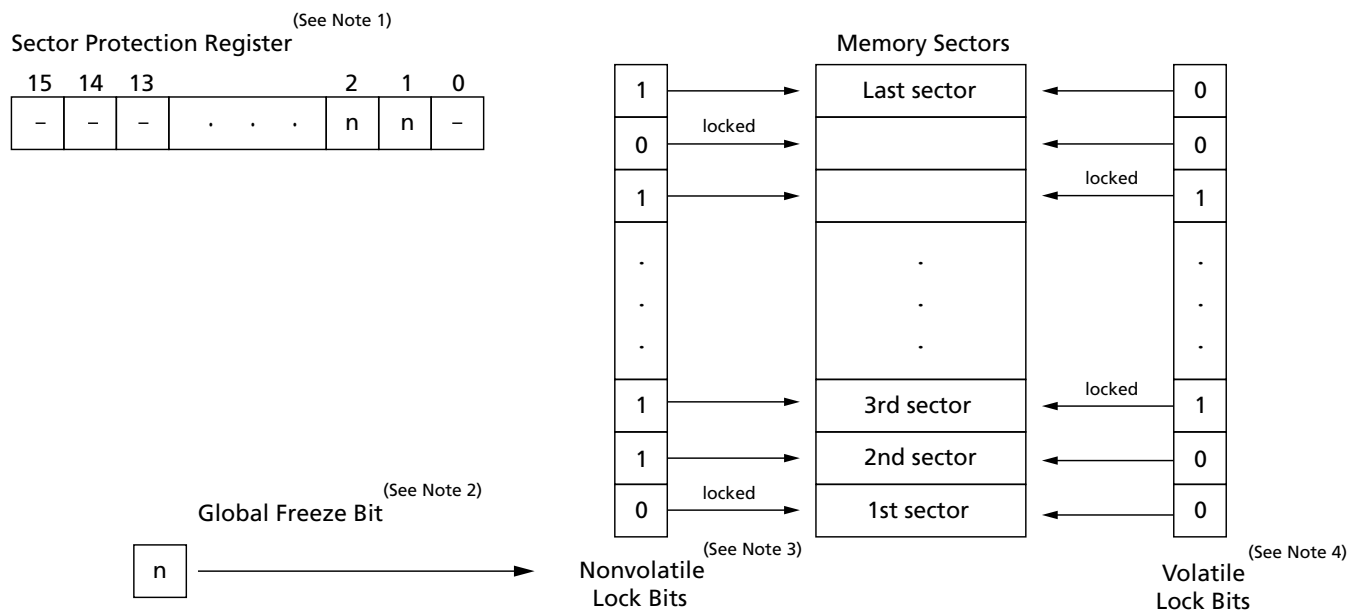 (See Note 1)
Sector Protection Register
15 14 13 2 1 0
– – – . . . n n –
Memory Sectors
1 Last sector 0
0 locked 0
1 locked 1
. . .
. . .
. . .
1 3rd sector locked 1
1 2nd sector 0
0 locked 1st sector 0
(See Note 2)
Global Freeze Bit
n
(See Note 3)
Nonvolatile
Lock Bits
(See Note 4)
Volatile
Lock Bits